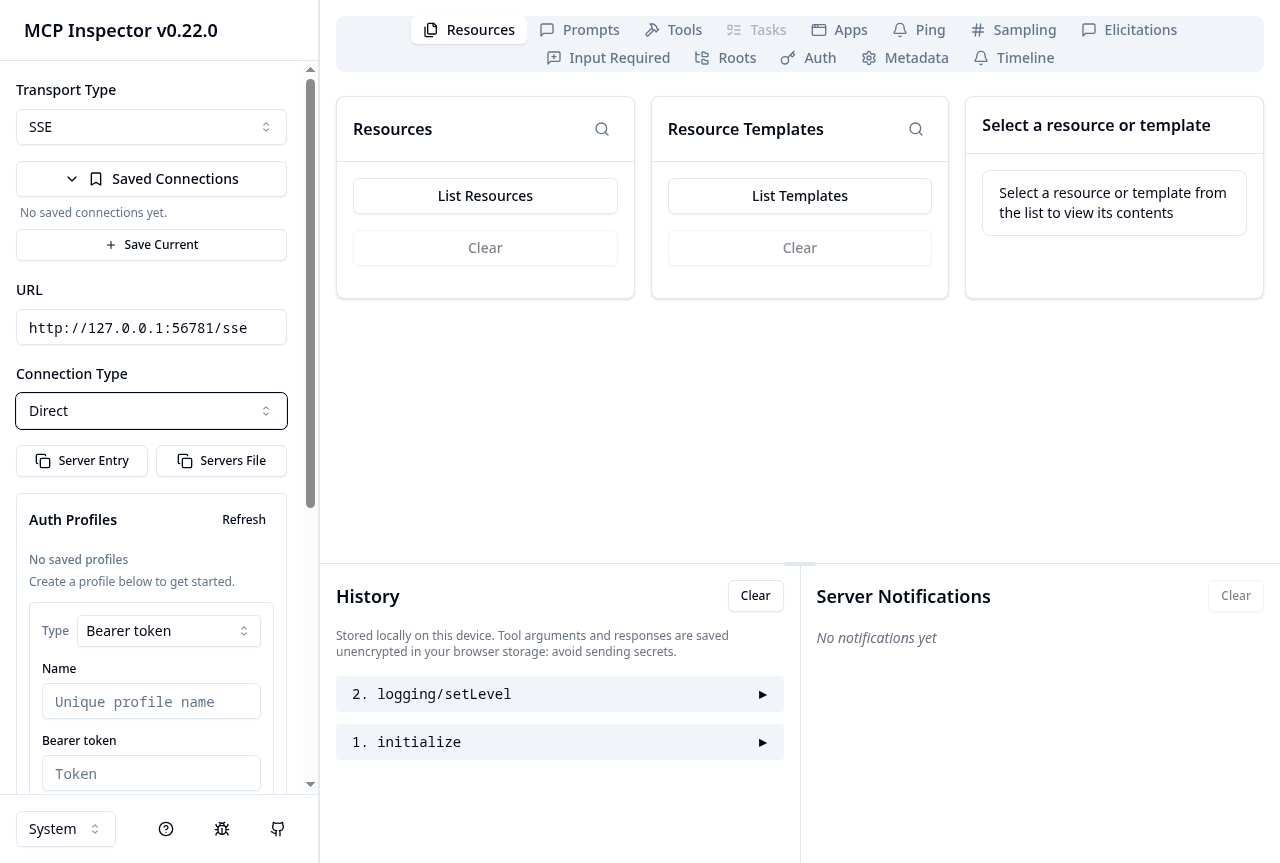 MCP Inspector v0.22.0
Transport Type
SSE
Saved Connections
No saved connections yet.
Save Current
URL
http://127.0.0.1:56781/sse
Connection Type
Direct
Server Entry
Servers File
Auth Profiles
Refresh
No saved profiles
Create a profile below to get started.
Type
Bearer token
Name
Unique profile name
Bearer token
Token
System
Resources
Prompts
Tools
Tasks
Apps
Ping
Sampling
Elicitations
Input Required
Roots
Auth
Metadata
Timeline
Resources
List Resources
Clear
Resource Templates
List Templates
Clear
Select a resource or template
Select a resource or template from
the list to view its contents
History
Clear
Stored locally on this device. Tool arguments and responses are saved
unencrypted in your browser storage: avoid sending secrets.
2. logging/setLevel
1. initialize
Server Notifications
Clear
No notifications yet